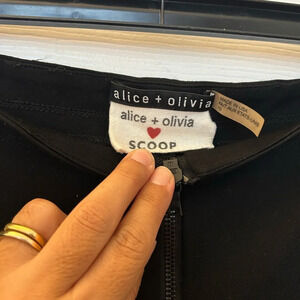 alice + olivia
alice + olivia
SCOOP
MADE IN USA